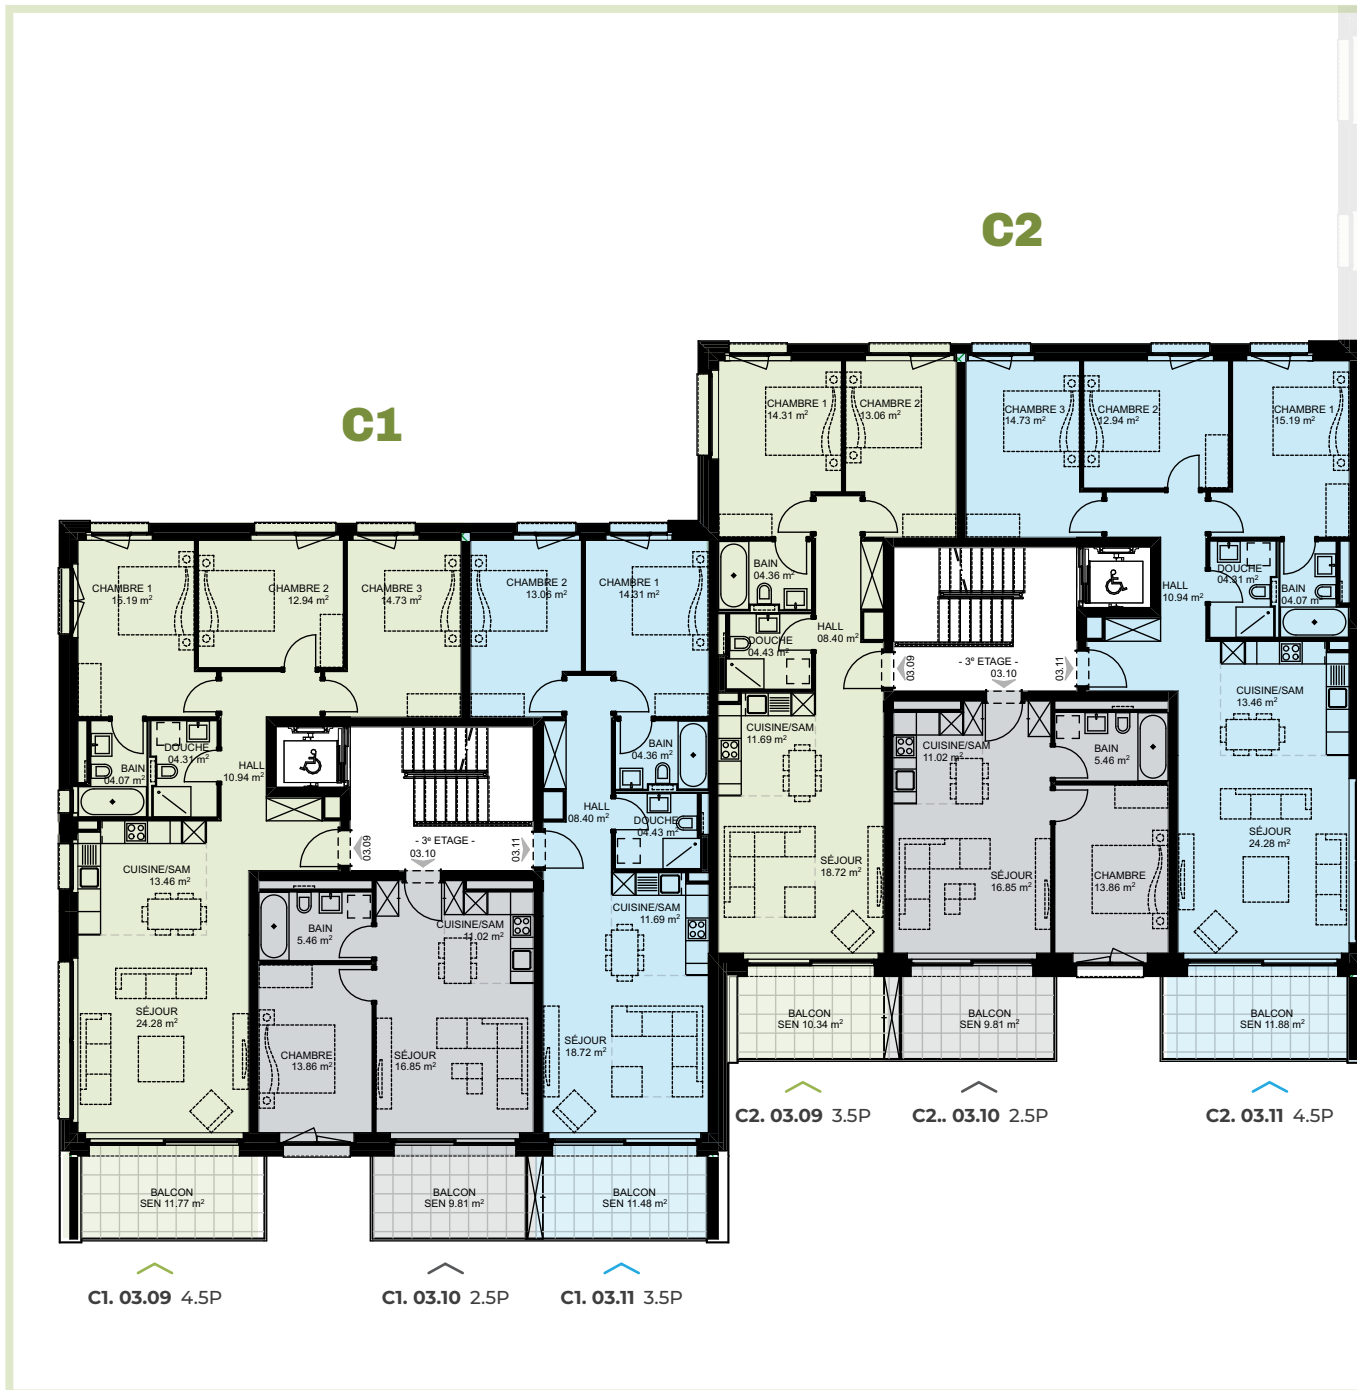 C2
C1
CHAMBRE 1
14.31 m²
CHAMBRE 2
13.06 m²
CHAMBRE 3
14.73 m²
CHAMBRE 2
12.94 m²
CHAMBRE 1
15.19 m²
BAIN
04.36 m²
DOUCHE
04.43 m²
HALL
08.40 m²
03.09
- 3ᵉ ETAGE -
03.10
03.11
HALL
10.94 m²
DOUCHE
04.31 m²
BAIN
04.07 m²
CUISINE/SAM
11.69 m²
CUISINE/SAM
11.02 m²
BAIN
5.46 m²
CUISINE/SAM
13.46 m²
SÉJOUR
18.72 m²
SÉJOUR
16.85 m²
CHAMBRE
13.86 m²
SÉJOUR
24.28 m²
BALCON
SEN 10.34 m²
BALCON
SEN 9.81 m²
BALCON
SEN 11.88 m²
C2. 03.09 3.5P
C2.. 03.10 2.5P
C2. 03.11 4.5P
CHAMBRE 1
15.19 m²
CHAMBRE 2
12.94 m²
CHAMBRE 3
14.73 m²
CHAMBRE 2
13.06 m²
CHAMBRE 1
14.31 m²
BAIN
04.07 m²
DOUCHE
04.31 m²
HALL
10.94 m²
03.09
- 3ᵉ ETAGE -
03.10
03.11
HALL
08.40 m²
BAIN
04.36 m²
DOUCHE
04.43 m²
CUISINE/SAM
13.46 m²
BAIN
5.46 m²
CUISINE/SAM
11.02 m²
CUISINE/SAM
11.69 m²
SÉJOUR
24.28 m²
CHAMBRE
13.86 m²
SÉJOUR
16.85 m²
SÉJOUR
18.72 m²
BALCON
SEN 11.77 m²
BALCON
SEN 9.81 m²
BALCON
SEN 11.48 m²
C1. 03.09 4.5P
C1. 03.10 2.5P
C1. 03.11 3.5P